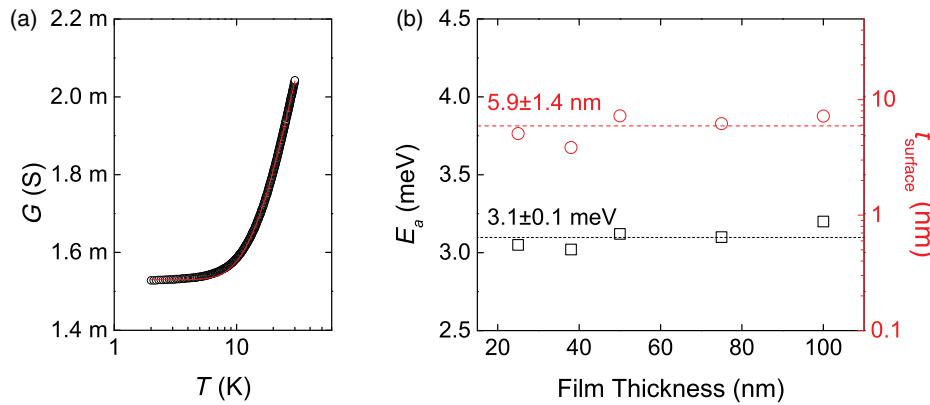 (a)
2.2 m
2.0 m
1.8 m
1.6 m
1.4 m
G (S)
1
10
T (K)
(b)
4.5
4.0
3.5
3.0
2.5
E_a (meV)
5.9±1.4 nm
3.1±0.1 meV
20
40
60
80
100
Film Thickness (nm)
10
1
0.1
t_surface (nm)